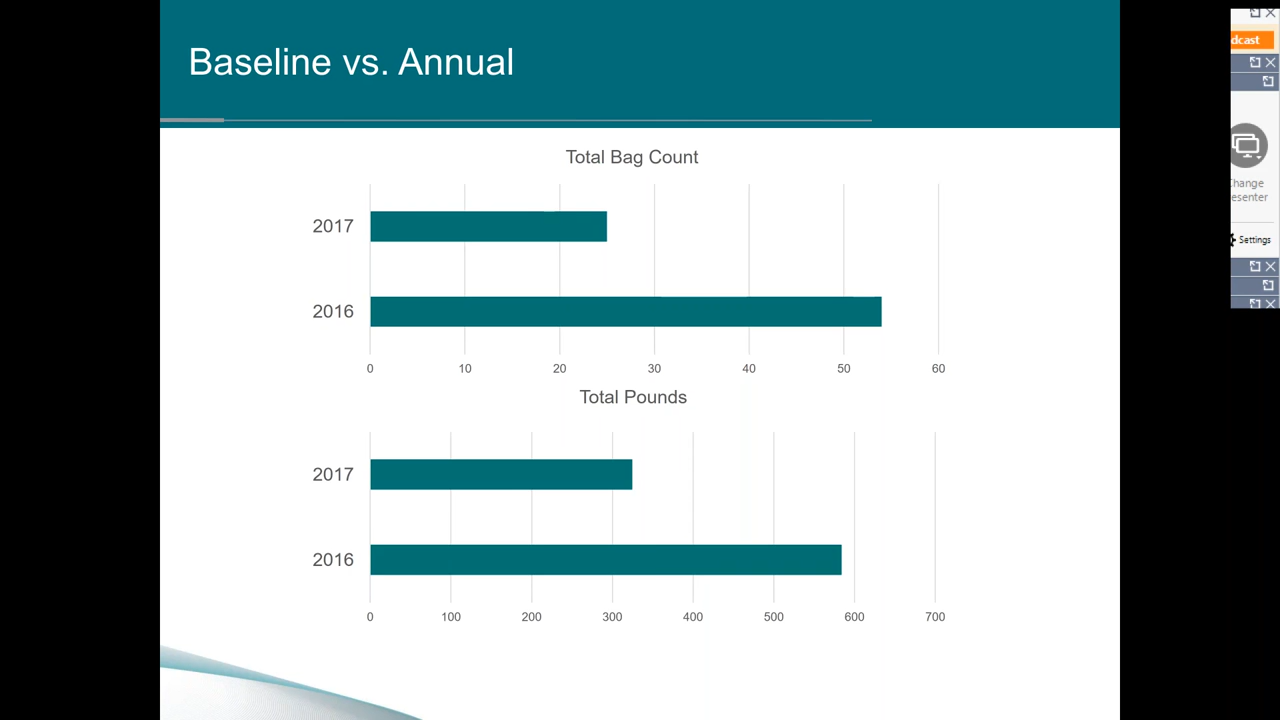 Baseline vs. Annual
Total Bag Count
2017
2016
0 10 20 30 40 50 60
Total Pounds
2017
2016
0 100 200 300 400 500 600 700
dcast
hange
esenter
Settings